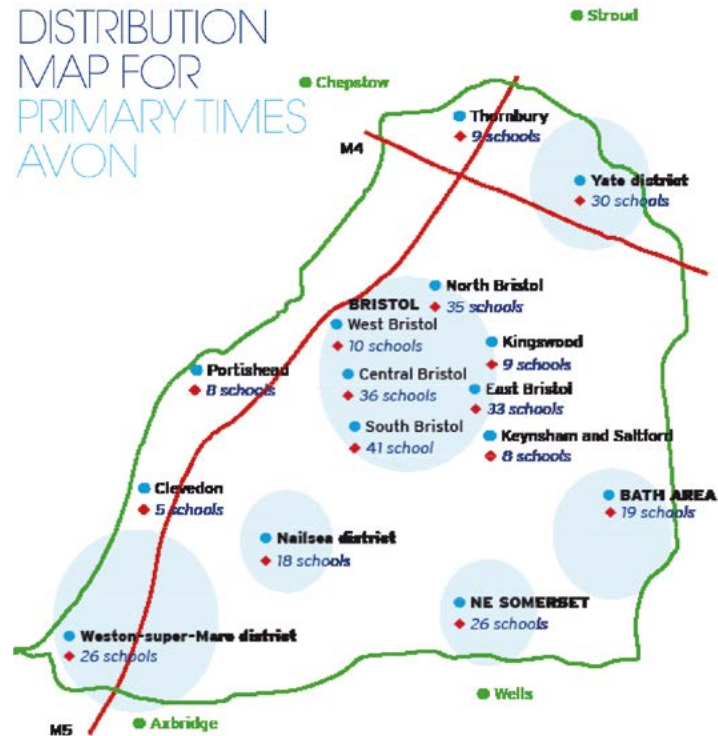 DISTRIBUTION
MAP FOR
PRIMARY TIMES
AVON
Stroud
Chepstow
Thornbury
9 schools
M4
Yate district
30 schools
North Bristol
35 schools
BRISTOL
West Bristol
10 schools
Kingswood
9 schools
Portishead
8 schools
Central Bristol
36 schools
East Bristol
33 schools
South Bristol
41 school
Keynsham and Saltford
8 schools
Clevedon
5 schools
BATH AREA
19 schools
Nailsea district
18 schools
NE SOMERSET
26 schools
Weston-super-Mare district
26 schools
Wells
Axbridge
M5